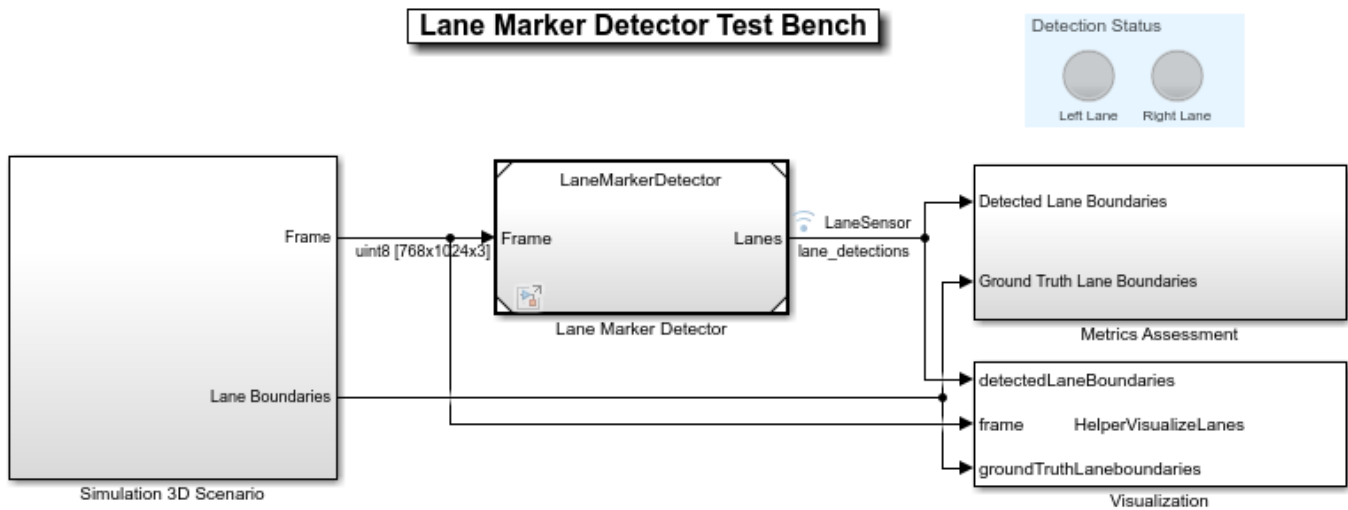 Lane Marker Detector Test Bench
Detection Status
Left Lane
Right Lane
Frame
uint8 [768x1024x3]
Lane Boundaries
Simulation 3D Scenario
LaneMarkerDetector
Frame
Lanes
Lane Marker Detector
LaneSensor
lane_detections
Detected Lane Boundaries
Ground Truth Lane Boundaries
Metrics Assessment
detectedLaneBoundaries
frame
HelperVisualizeLanes
groundTruthLaneboundaries
Visualization